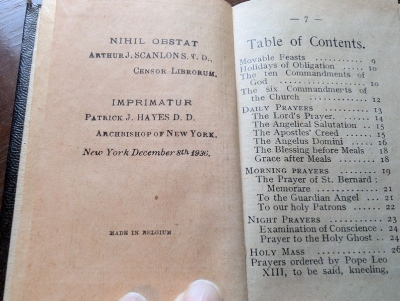 NIHIL OBSTAT
ARTHUR J. SCANLON S. T. D.,
CENSOR LIBRORUM.
IMPRIMATUR
PATRICK J. HAYES D. D.
ARCHBISHOP OF NEW YORK.
New York December 8th 1926.
MADE IN BELGIUM
— 7 —
Table of Contents.
Movable Feasts 9
Holidays of Obligation 10
The ten Commandments of
God 10
The six Commandments of
the Church 12
DAILY PRAYERS 13
The Lord's Prayer 14
The Angelical Salutation 15
The Apostles' Creed 15
The Angelus Domini 16
The Blessing before Meals 18
Grace after Meals 18
MORNING PRAYERS 19
The Prayer of St. Bernard:
Memorare 21
To the Guardian Angel 21
To our holy Patrons 22
NIGHT PRAYERS 23
Examination of Conscience 24
Prayer to the Holy Ghost 24
HOLY MASS 26
Prayers ordered by Pope Leo
XIII, to be said, kneeling,